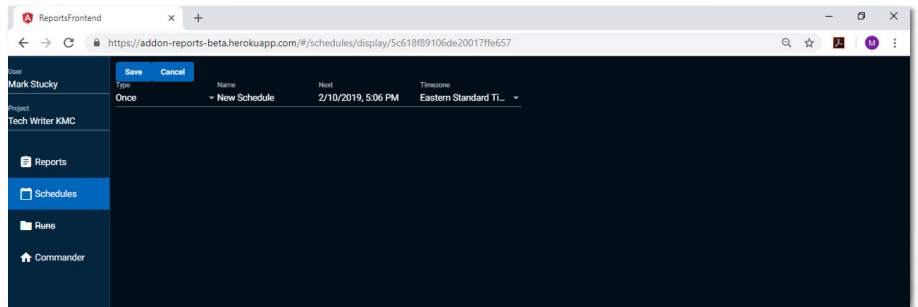 ReportsFrontend
https://addon-reports-beta.herokuapp.com/#/schedules/display/5c618f89106de20017ffe657
M
User
Mark Stucky
Project
Tech Writer KMC
Reports
Schedules
Runs
Commander
Save Cancel
Type Name Next Timezone
Once New Schedule 2/10/2019, 5:06 PM Eastern Standard Ti...